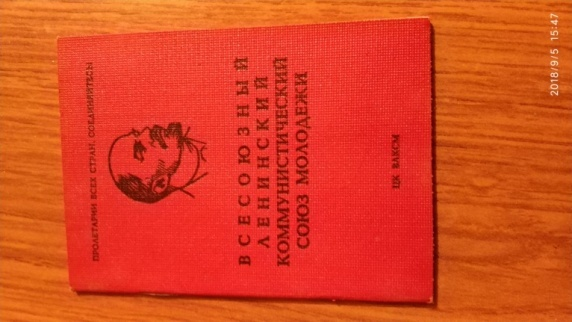 ПРОЛЕТАРИИ ВСЕХ СТРАН, СОЕДИНЯЙТЕСЬ!
ВСЕСОЮЗНЫЙ
ЛЕНИНСКИЙ
КОММУНИСТИЧЕСКИЙ
СОЮЗ МОЛОДЕЖИ
ЦК ВЛКСМ
2018/9/5 15:47